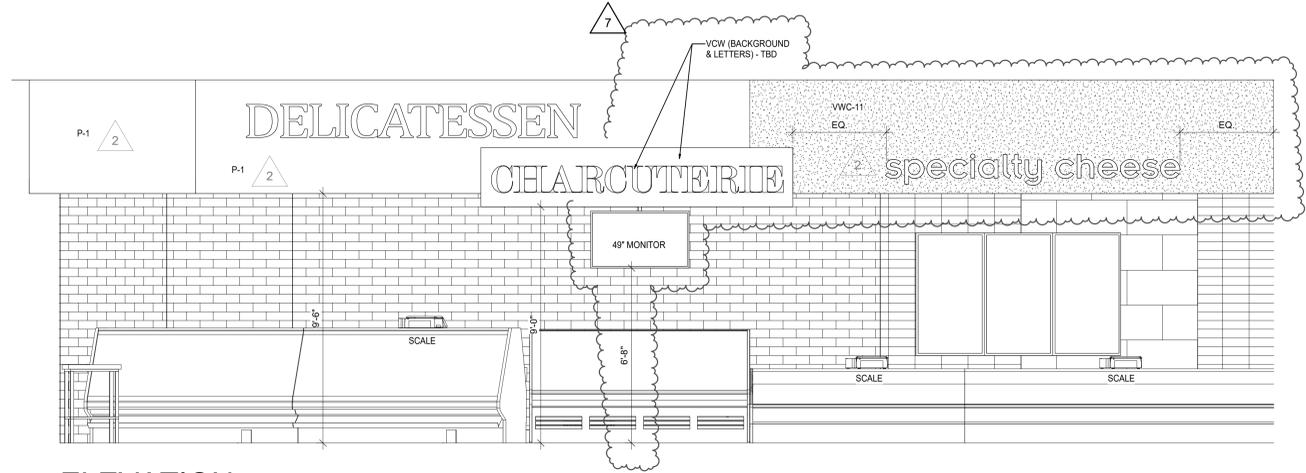 7
VCW (BACKGROUND
& LETTERS) - TBD
DELICATESSEN
VWC-11
EQ.
EQ.
P-1
2
P-1
2
CHARCUTERIE
2
specialty cheese
49" MONITOR
9'-6"
9'-0"
6'-8"
SCALE
SCALE
SCALE